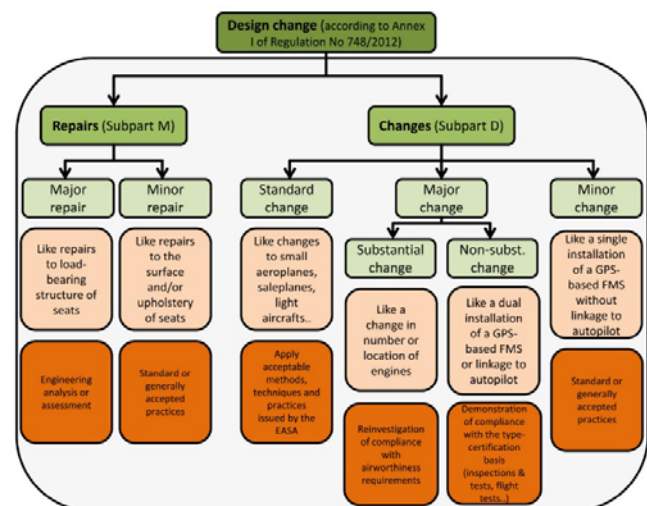 Design change (according to Annex
I of Regulation No 748/2012)
Repairs (Subpart M)
Changes (Subpart D)
Major
repair
Minor
repair
Standard
change
Major
change
Minor
change
Like repairs
to load-
bearing
structure of
seats
Like repairs
to the
surface
and/or
upholstery
of seats
Like changes
to small
aeroplanes,
saleplanes,
light
aircrafts..
Substantial
change
Non-subst.
change
Like a single
installation
of a GPS-
based FMS
without
linkage to
autopilot
Like a
change in
number or
location of
engines
Like a dual
installation
of a GPS-
based FMS
or linkage to
autopilot
Engineering
analysis or
assessment
Standard or
generally
accepted
practices
Apply
acceptable
methods,
techniques and
practices
issued by the
EASA
Reinvestigation
of compliance
with
airworthiness
requirements
Demonstration
of compliance
with the type-
certification
basis
(inspections &
tests, flight
tests..)
Standard or
generally
accepted
practices